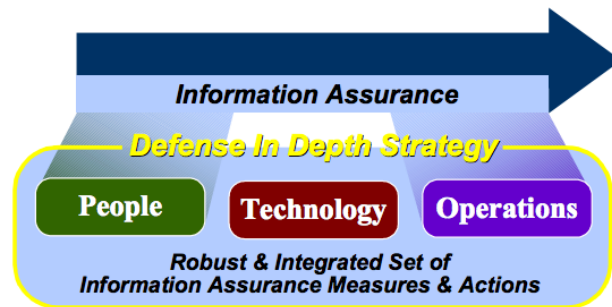 Information Assurance
Defense In Depth Strategy
People Technology Operations
Robust & Integrated Set of
Information Assurance Measures & Actions